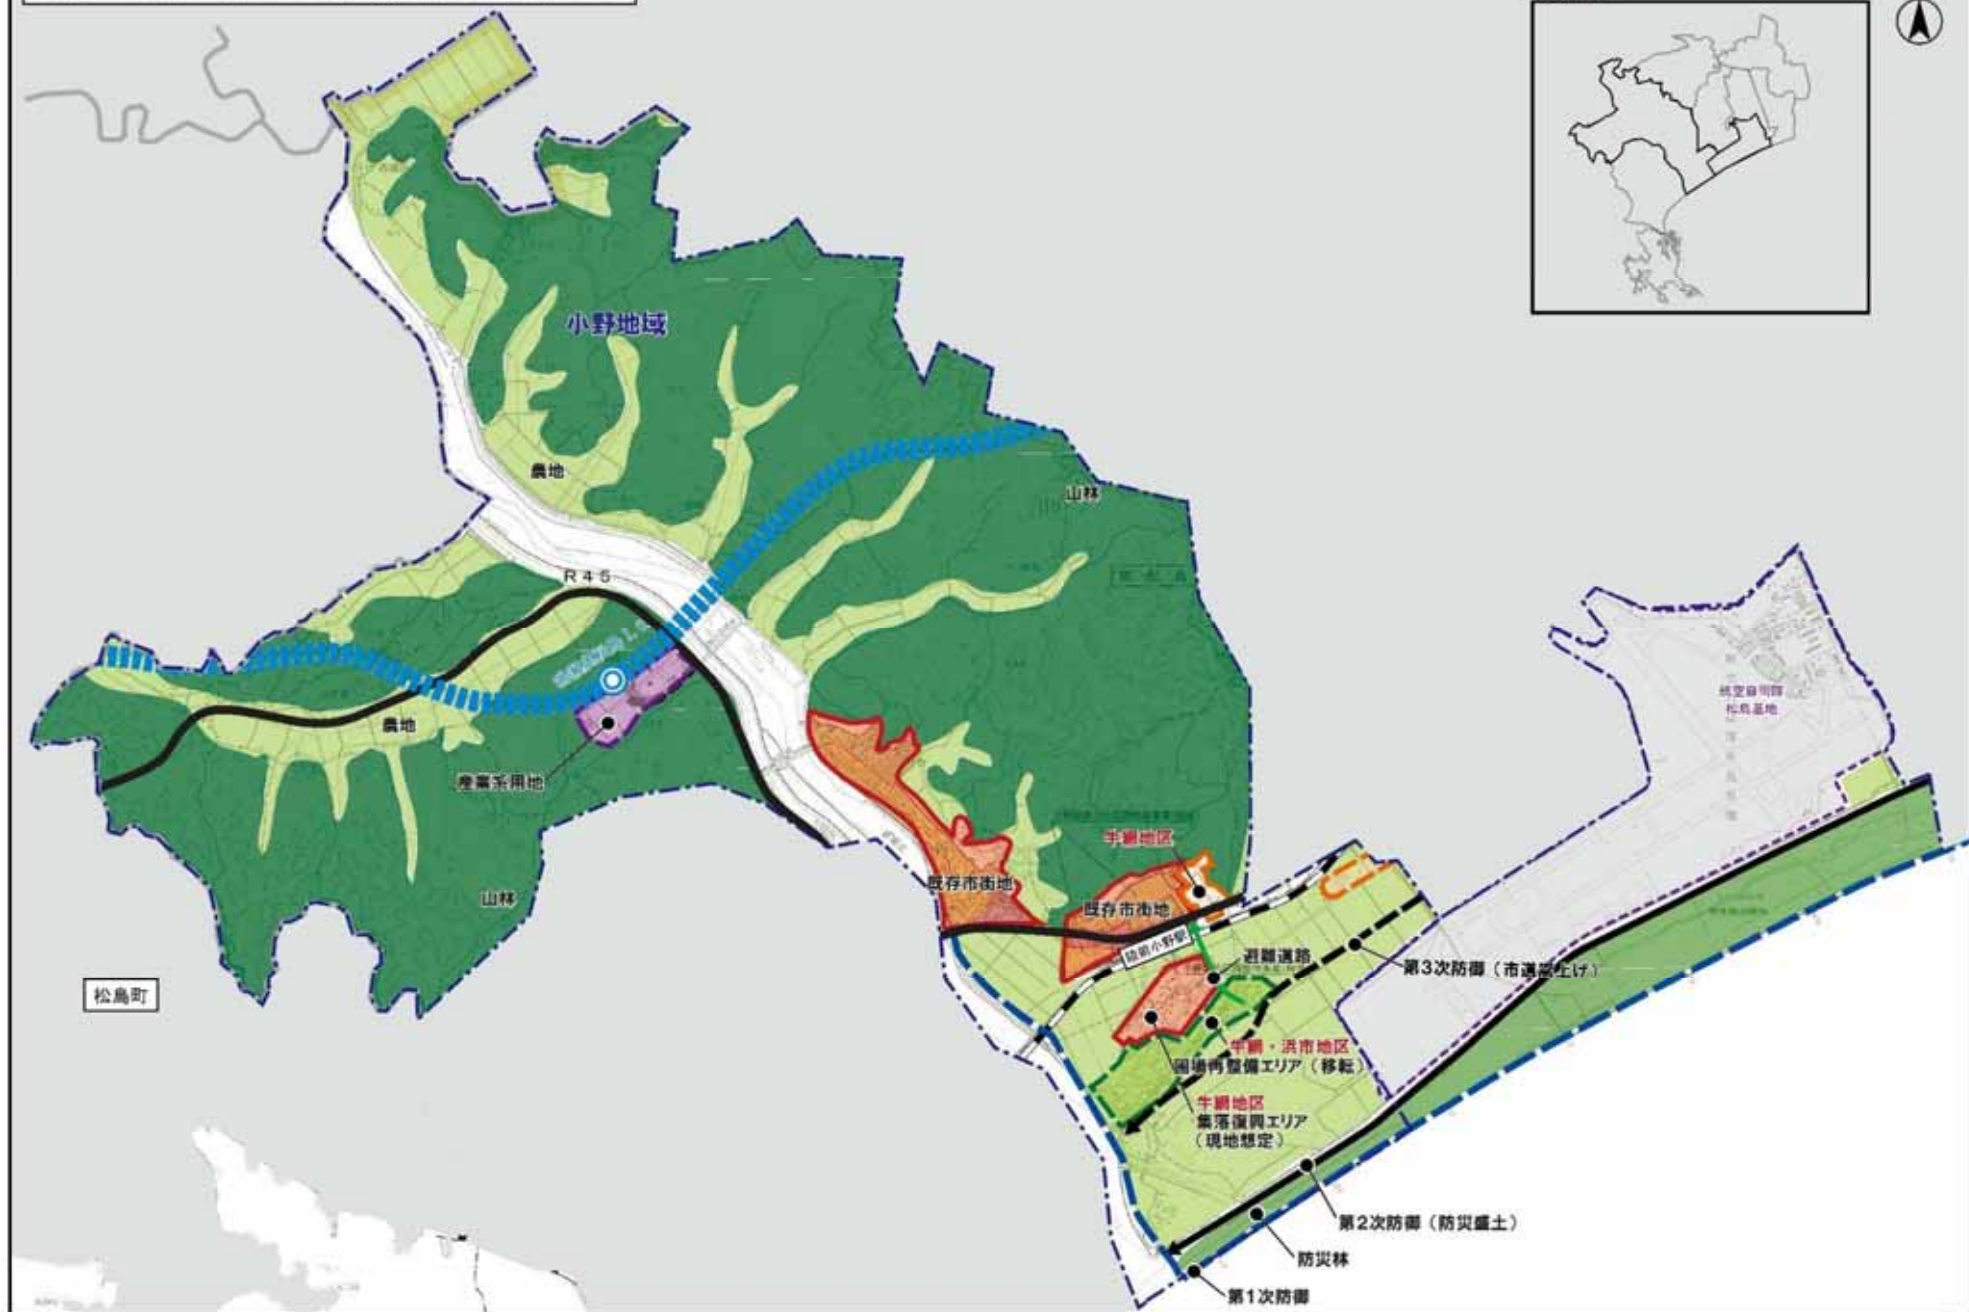 小野地域
農地
山林
R45
農地
産業系用地
航空自衛隊
松島基地
牛網地区
既存市街地
既存市街地
山林
陸前小野駅
避難道路
第3次防御（市道嵩上げ）
松島町
牛網・浜市地区
圃場再整備エリア（移転）
牛網地区
集落復興エリア
（現地想定）
第2次防御（防災盛土）
防災林
第1次防御